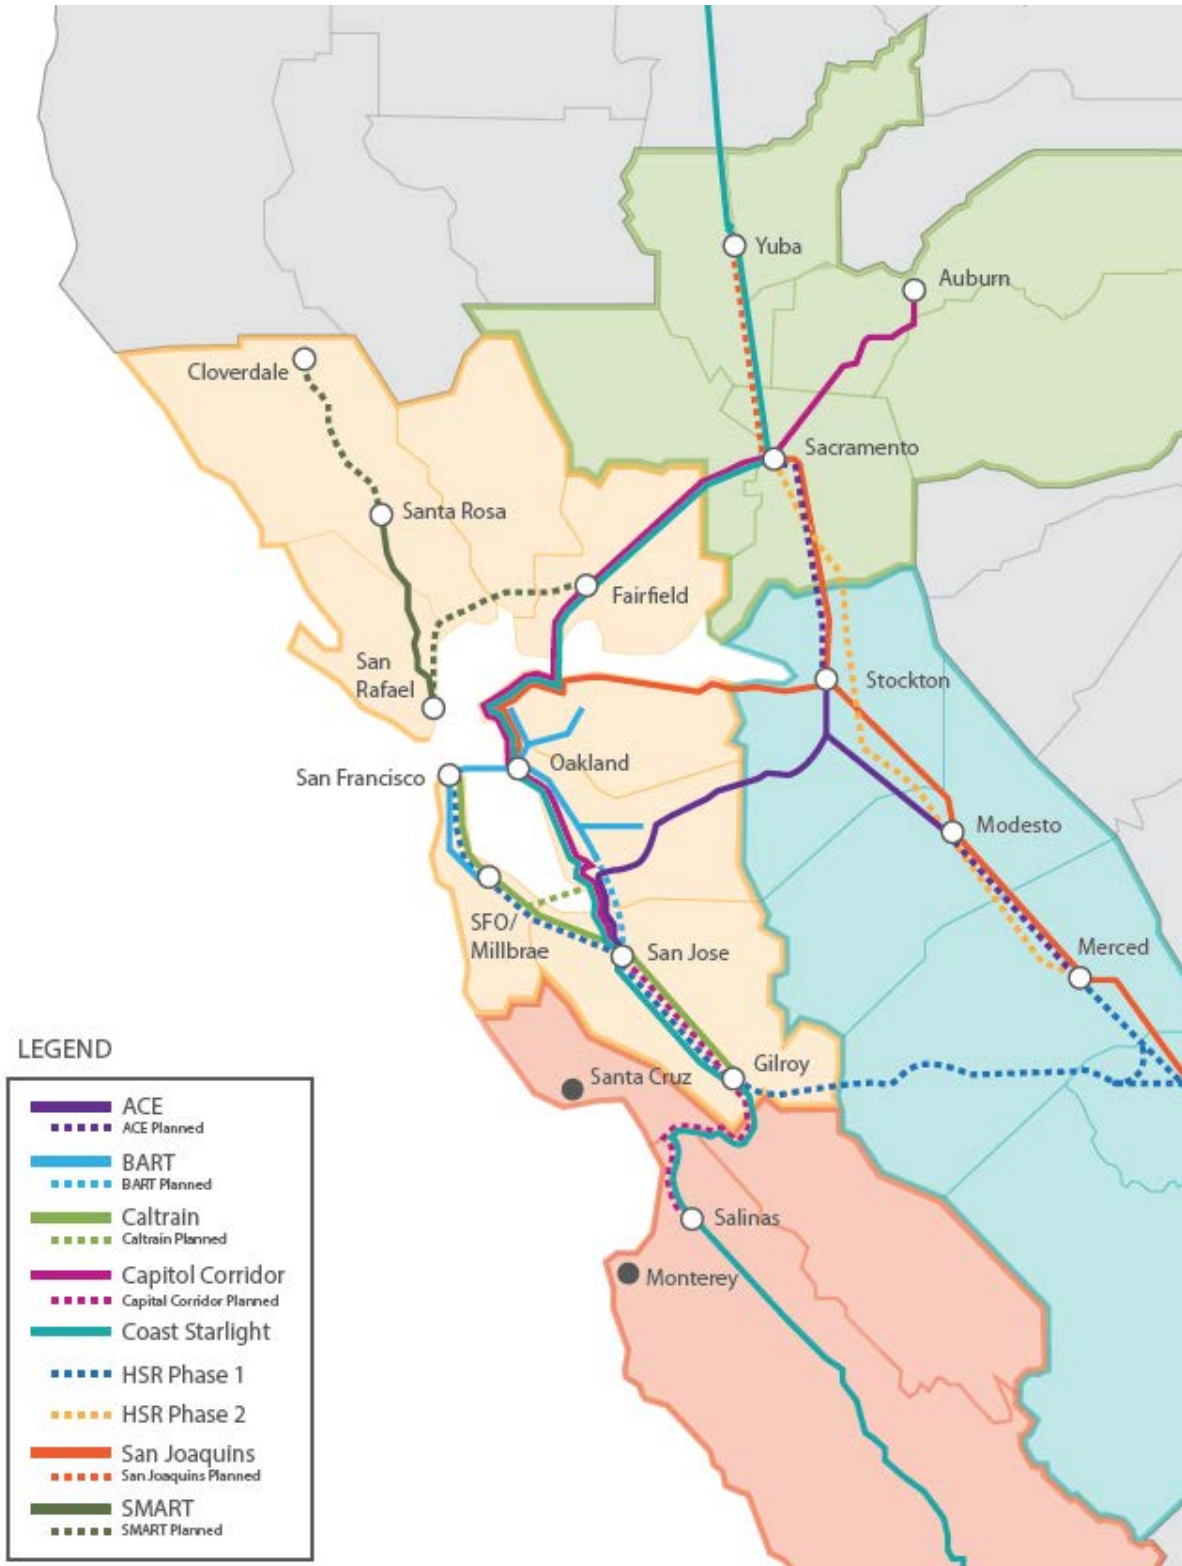 Yuba
Auburn
Cloverdale
Sacramento
Santa Rosa
Fairfield
San
Rafael
Stockton
San Francisco
Oakland
Modesto
SFO/
Millbrae
San Jose
Merced
Gilroy
Santa Cruz
Salinas
Monterey
LEGEND
ACE
ACE Planned
BART
BART Planned
Caltrain
Caltrain Planned
Capitol Corridor
Capital Corridor Planned
Coast Starlight
HSR Phase 1
HSR Phase 2
San Joaquins
San Joaquins Planned
SMART
SMART Planned